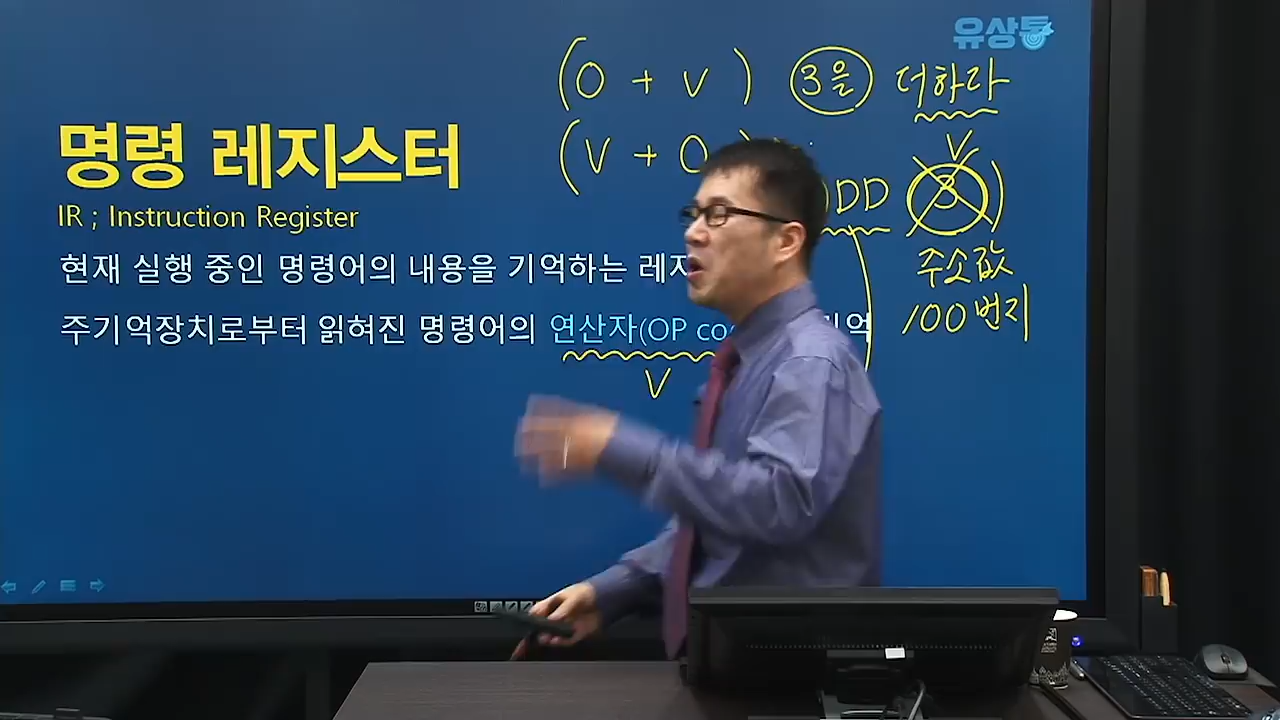 유상통
(O + V) 3을 더하라
(V + O
DD 3)
주소값
100번지
명령 레지스터
IR ; Instruction Register
현재 실행 중인 명령어의 내용을 기억하는
주기억장치로부터 읽혀진 명령어의 연산자(OP co
V